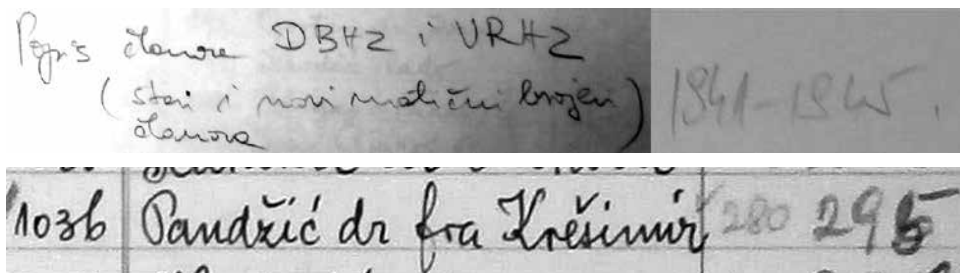 Popis članova DBHZ i VRHZ
(stari i novi matični brojevi
članova)
1941-1945.
1036 Pandžić dr fra Krešimir 280 295